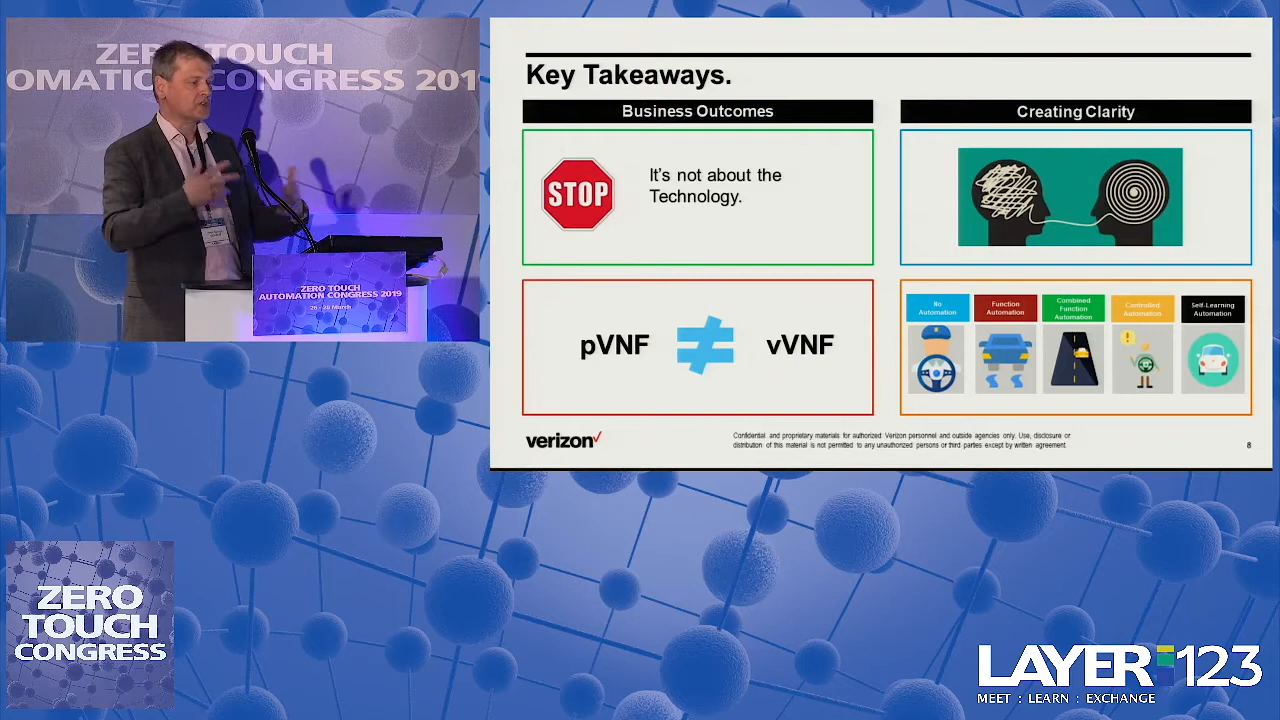 ZERO TOUCH
OMATION CONGRESS 201
ZERO TOUCH
AUTOMATION CONGRESS 2019
26 - 28 March
Key Takeaways.
Business Outcomes
Creating Clarity
STOP
It's not about the
Technology.
pVNF ≠ vVNF
No
Automation
Function
Automation
Combined
Function
Automation
Controlled
Automation
Self-Learning
Automation
verizon✓
Confidential and proprietary materials for authorized Verizon personnel and outside agencies only. Use, disclosure or
distribution of this material is not permitted to any unauthorized persons or third parties except by written agreement.
8
ZERO
TOUCH
CONGRESS
LAYER123
MEET : LEARN : EXCHANGE